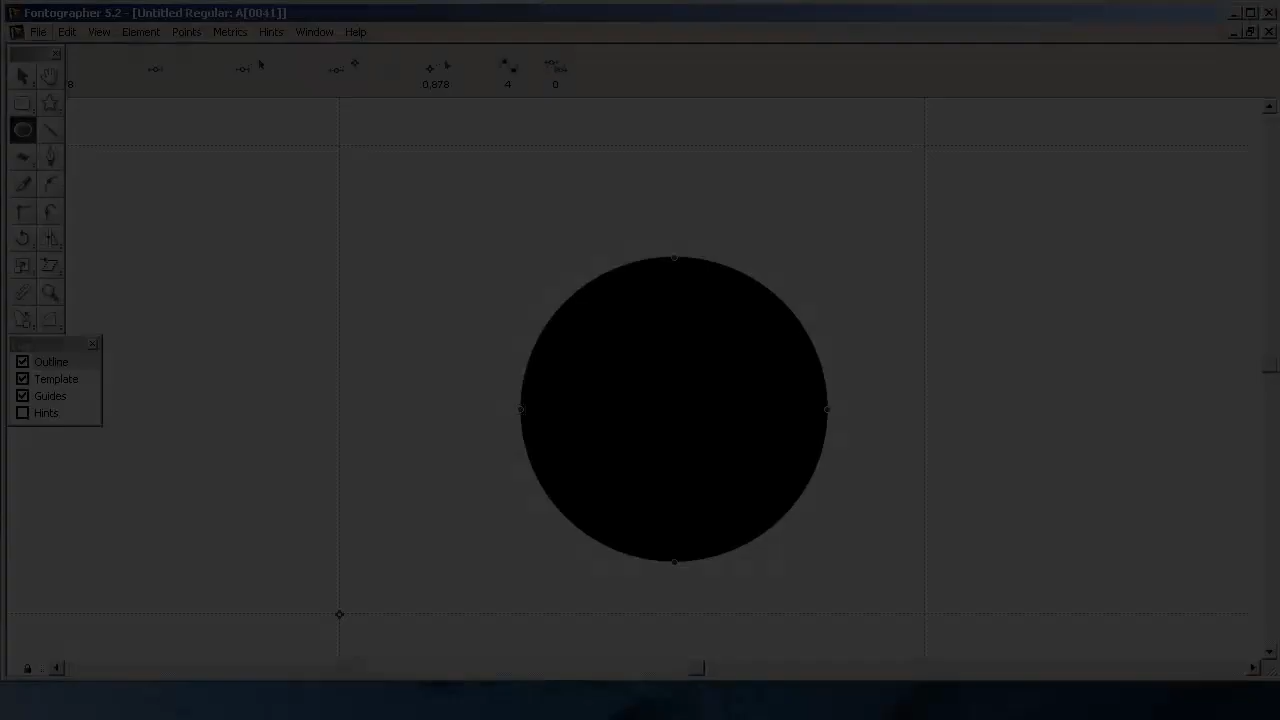 Fontographer 5.2 - [Untitled Regular: A[0041]]
File Edit View Element Points Metrics Hints Window Help
8 0,878 4 0
Outline
Template
Guides
Hints